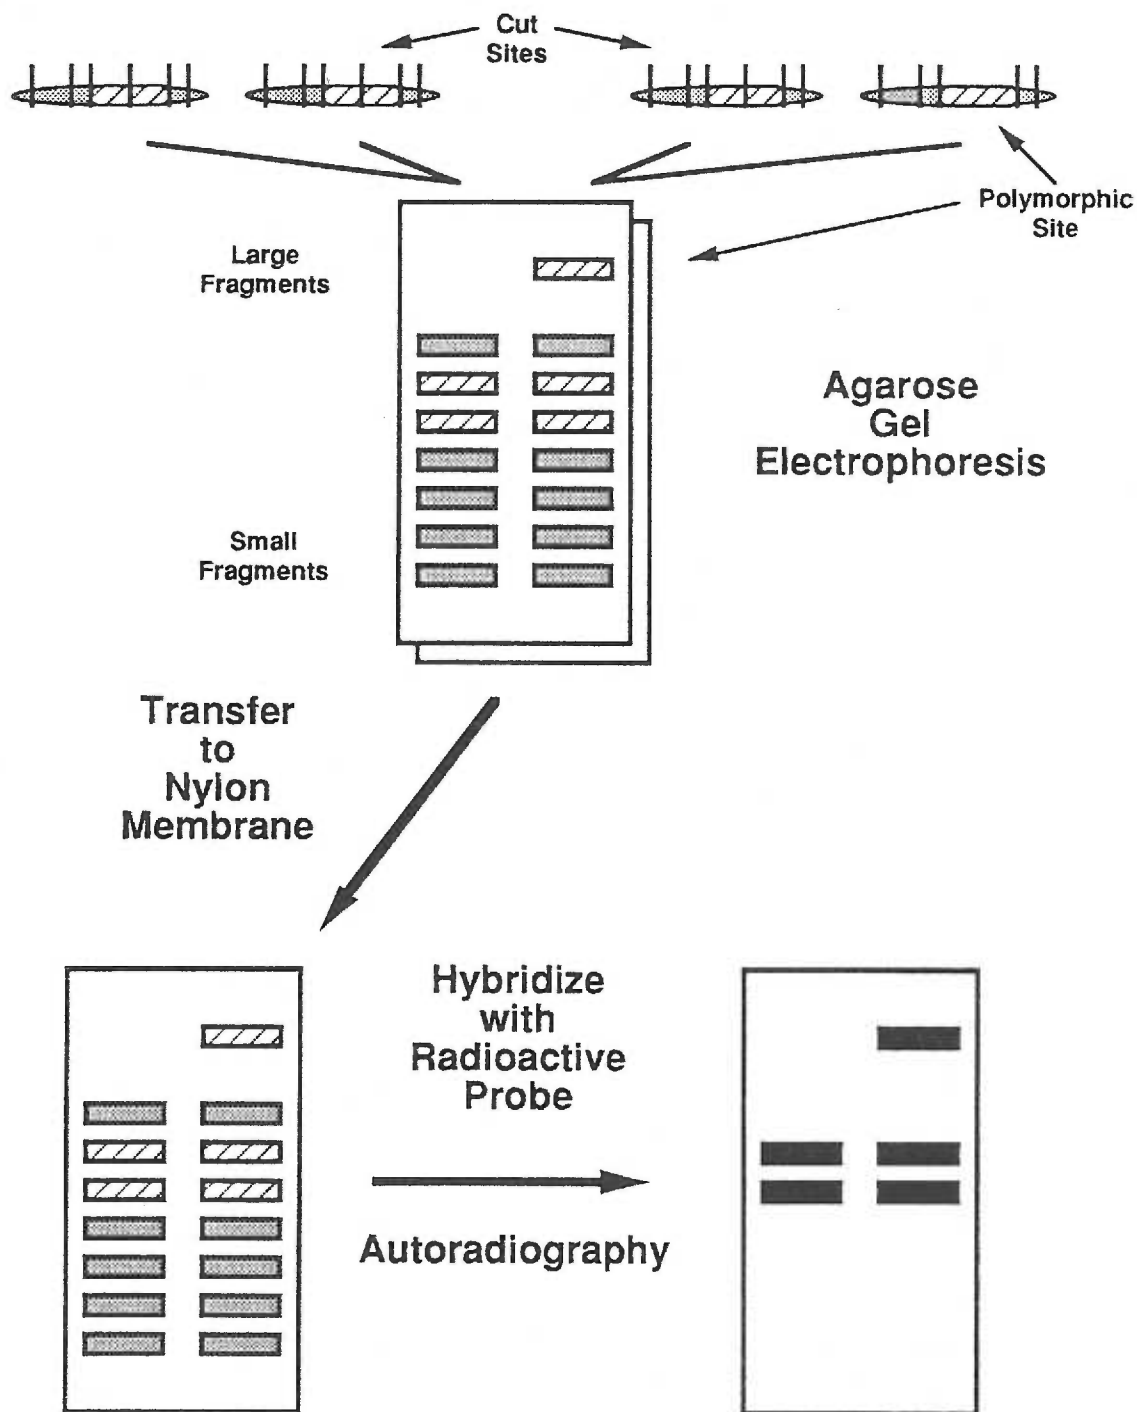 Cut
Sites
Polymorphic
Site
Large
Fragments
Agarose
Gel
Electrophoresis
Small
Fragments
Transfer
to
Nylon
Membrane
Hybridize
with
Radioactive
Probe
Autoradiography